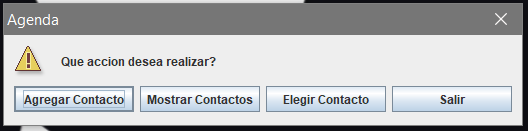 Agenda
Que accion desea realizar?
Agregar Contacto Mostrar Contactos Elegir Contacto Salir